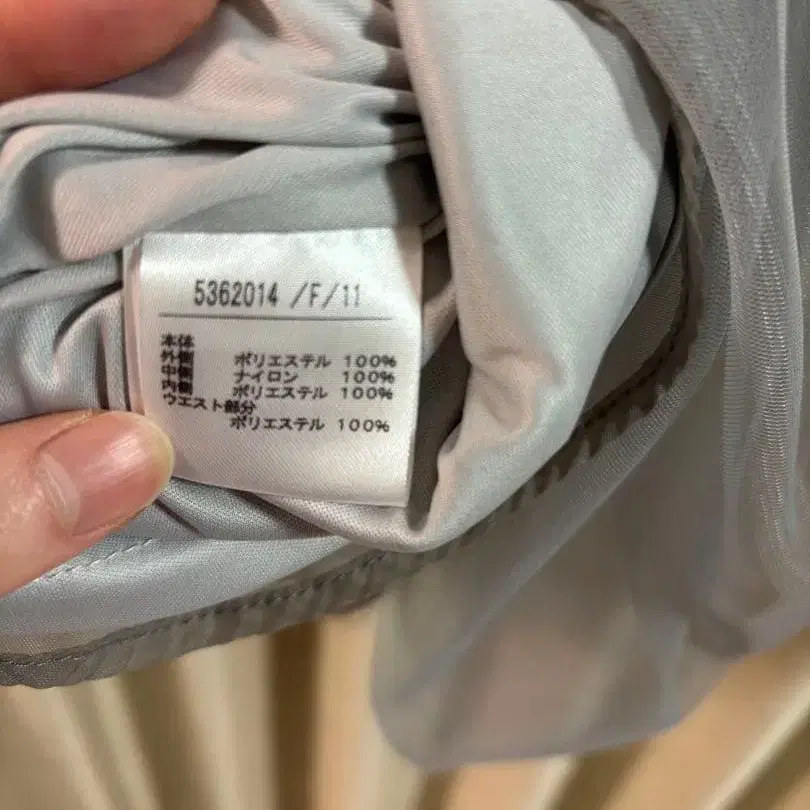 5362014 /F/11
本体
外側 ポリエステル 100%
中側 ナイロン 100%
内側 ポリエステル 100%
ウエスト部分
ポリエステル 100%